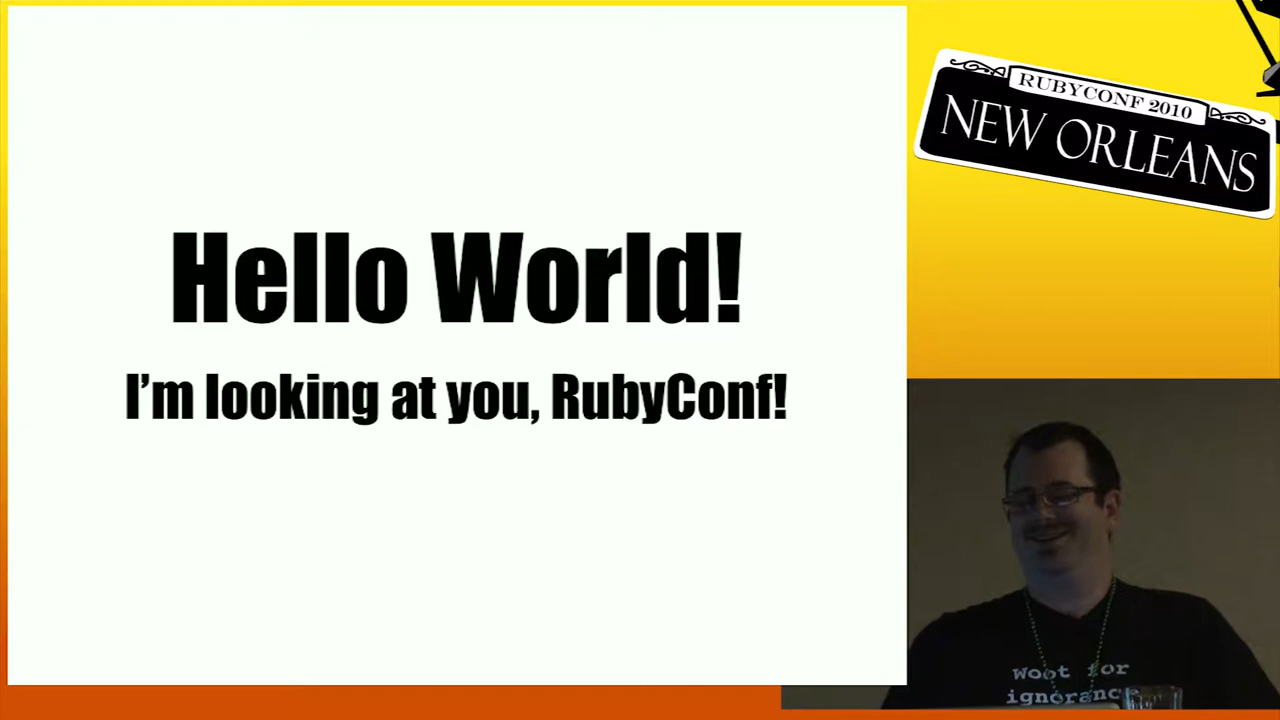 Hello World!
I'm looking at you, RubyConf!
RUBYCONF 2010
NEW ORLEANS
Woot for
ignorance